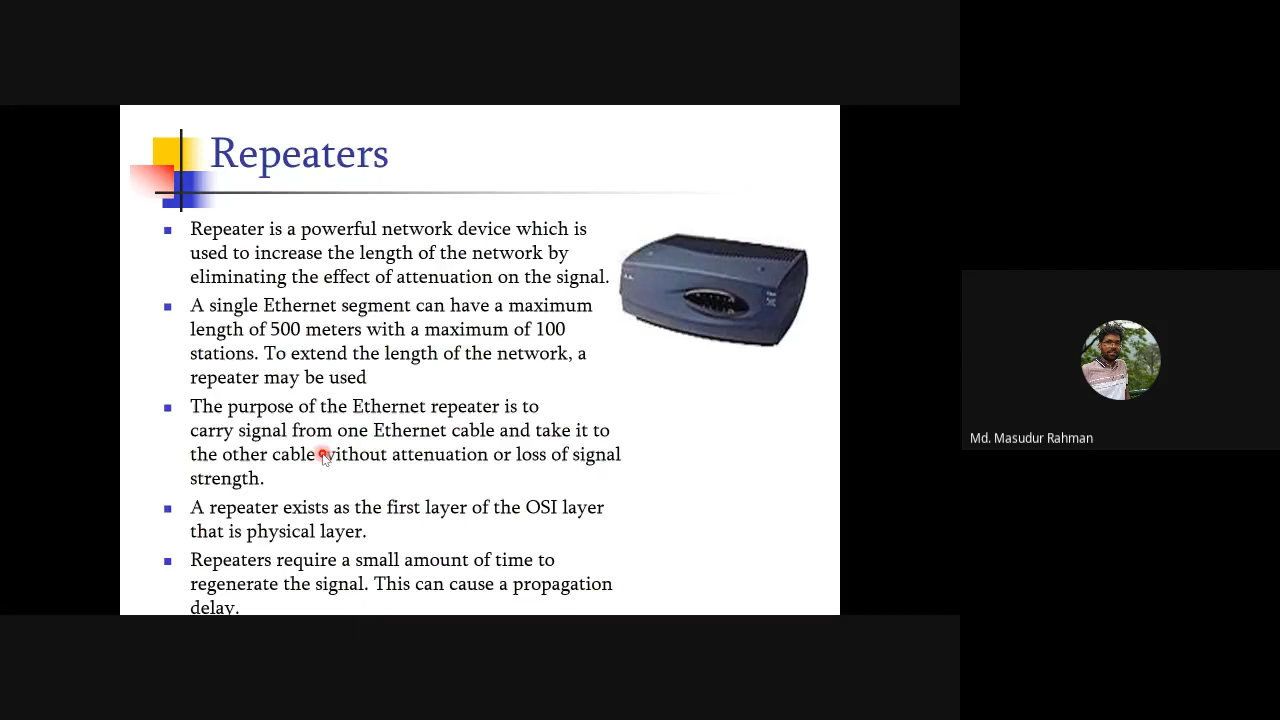 Repeaters
Repeater is a powerful network device which is
used to increase the length of the network by
eliminating the effect of attenuation on the signal.
A single Ethernet segment can have a maximum
length of 500 meters with a maximum of 100
stations. To extend the length of the network, a
repeater may be used
The purpose of the Ethernet repeater is to
carry signal from one Ethernet cable and take it to
the other cable without attenuation or loss of signal
strength.
A repeater exists as the first layer of the OSI layer
that is physical layer.
Repeaters require a small amount of time to
regenerate the signal. This can cause a propagation
delay.
Md. Masudur Rahman